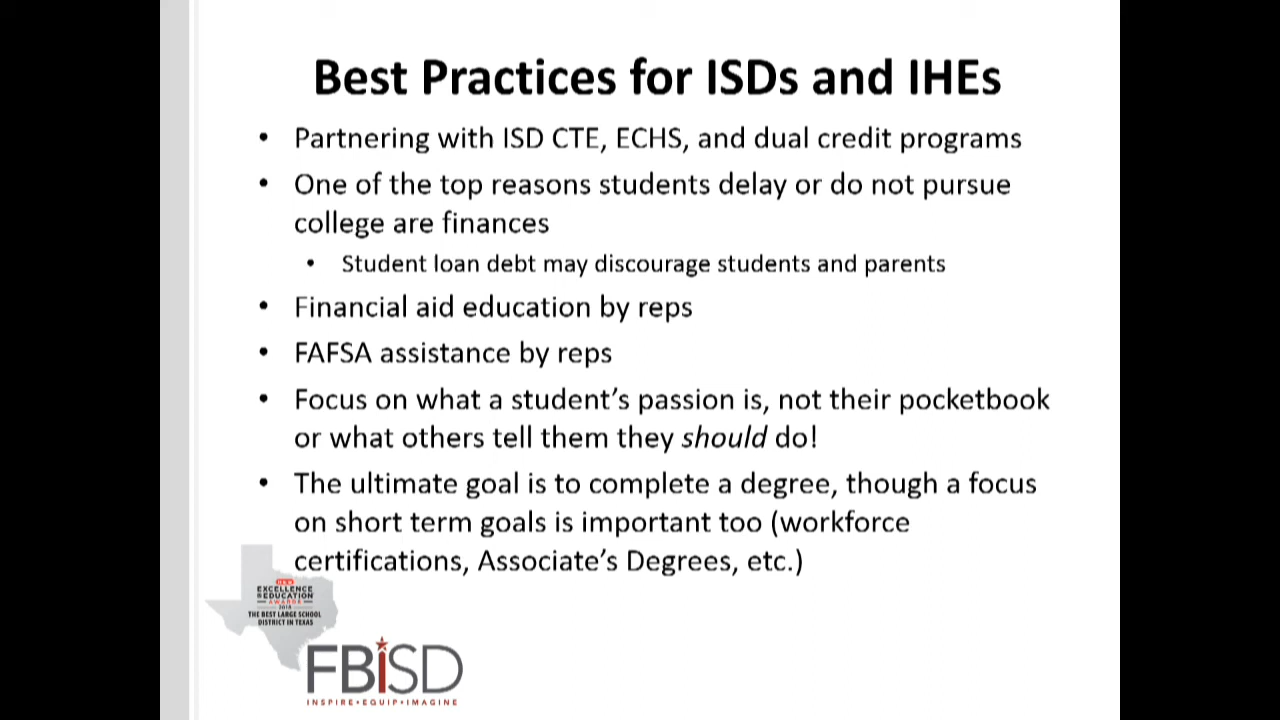 Best Practices for ISDs and IHEs
• Partnering with ISD CTE, ECHS, and dual credit programs
• One of the top reasons students delay or do not pursue
college are finances
• Student loan debt may discourage students and parents
• Financial aid education by reps
• FAFSA assistance by reps
• Focus on what a student’s passion is, not their pocketbook
or what others tell them they should do!
• The ultimate goal is to complete a degree, though a focus
on short term goals is important too (workforce
certifications, Associate’s Degrees, etc.)
EXCELLENCE
IN EDUCATION
AWARDS
THE BEST LARGE SCHOOL
DISTRICT IN TEXAS
FBISD
INSPIRE•EQUIP•IMAGINE